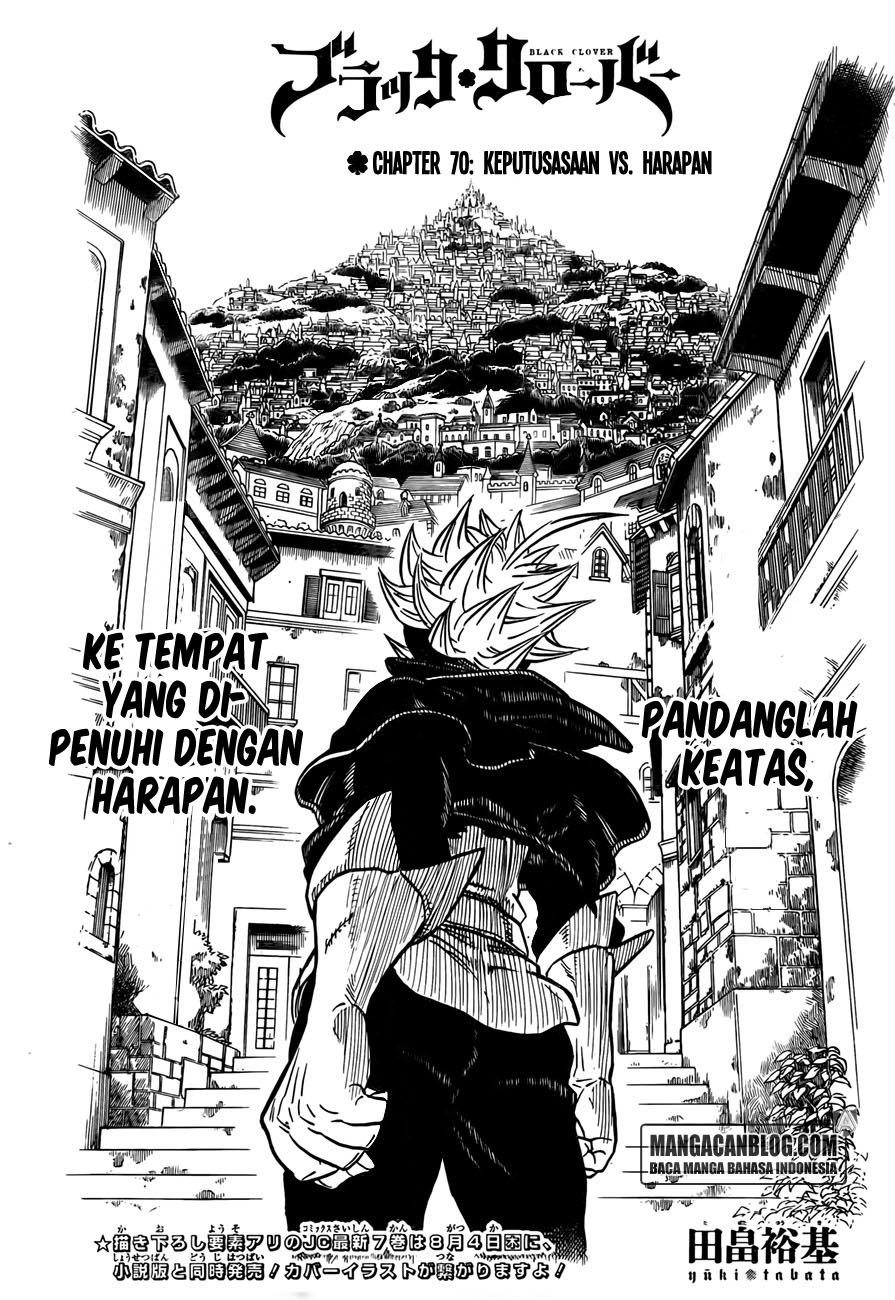 BLACK CLOVER
ブラック・クローバー
CHAPTER 70: KEPUTUSASAAN VS. HARAPAN
PANDANGLAH
KEATAS,
KE TEMPAT
YANG DI-
PENUHI DENGAN
HARAPAN.
MANGACANBLOG.COM
BACA MANGA BAHASA INDONESIA
★描き下ろし要素アリのJC最新7巻は8月4日(木)に、
小説版と同時発売!カバーイラストが繋がりますよ!
田畠裕基
yūki tabata